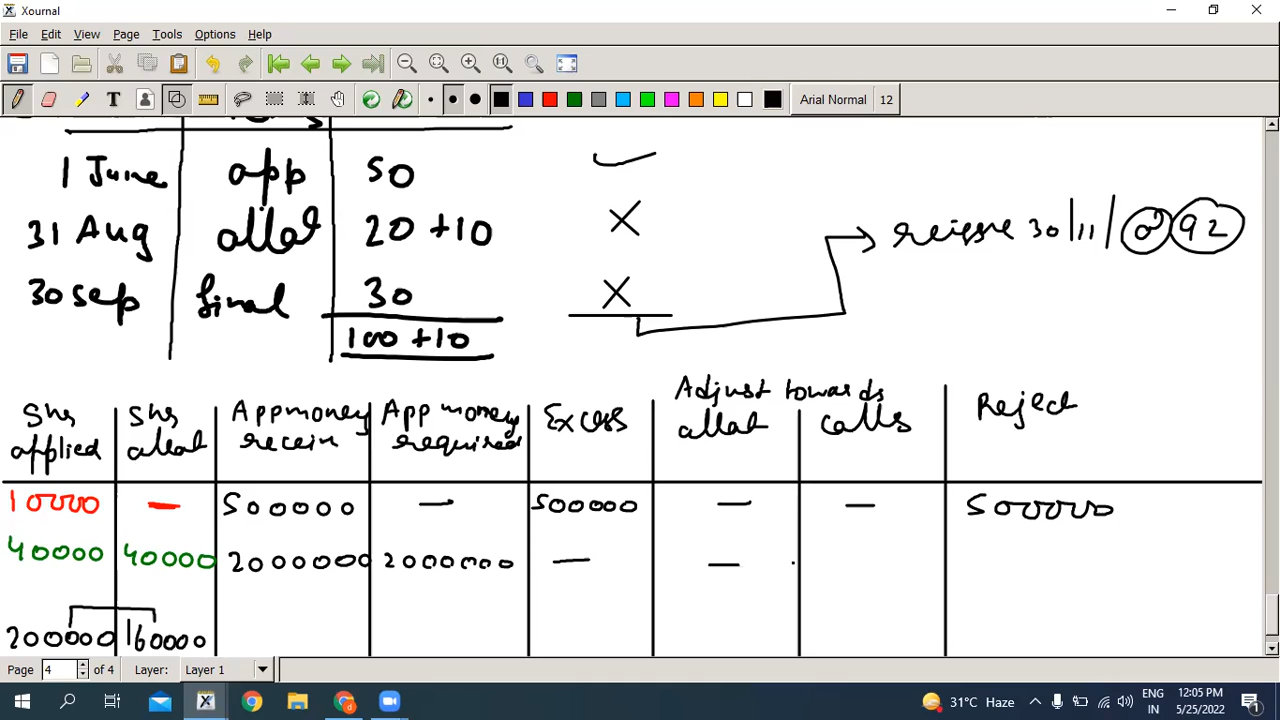 Xournal
File Edit View Page Tools Options Help
Arial Normal 12
1 June app 50
31 Aug allot 20 +10
reissue 30/11/ @ 92
30 sep final 30
100 +10
Adjust towards
Shs applied Shs allot App money receiv App money required Excess allot calls Reject
10000 — 500000 — 500000 — — 500000
40000 40000 2000000 2000000 — —
200000 160000
Page 4 of 4 Layer: Layer 1
31°C Haze ENG IN 12:05 PM 5/25/2022 1